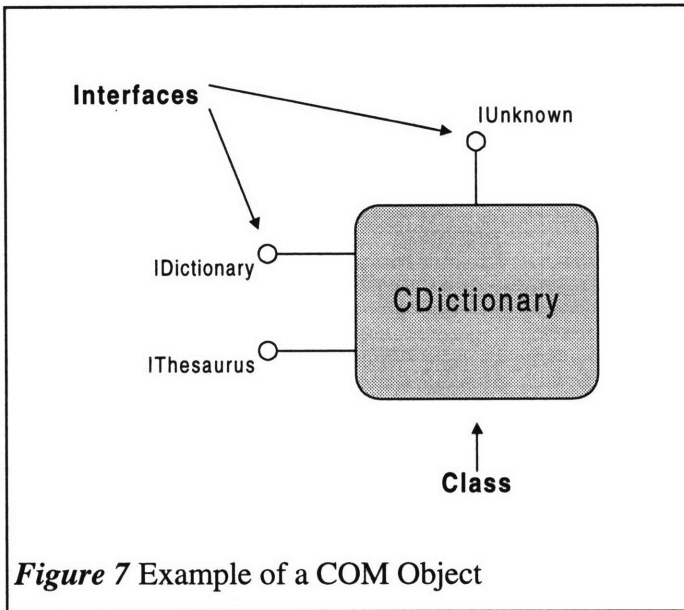 Interfaces
IUnknown
IDictionary
CDictionary
IThesaurus
Class
Figure 7 Example of a COM Object